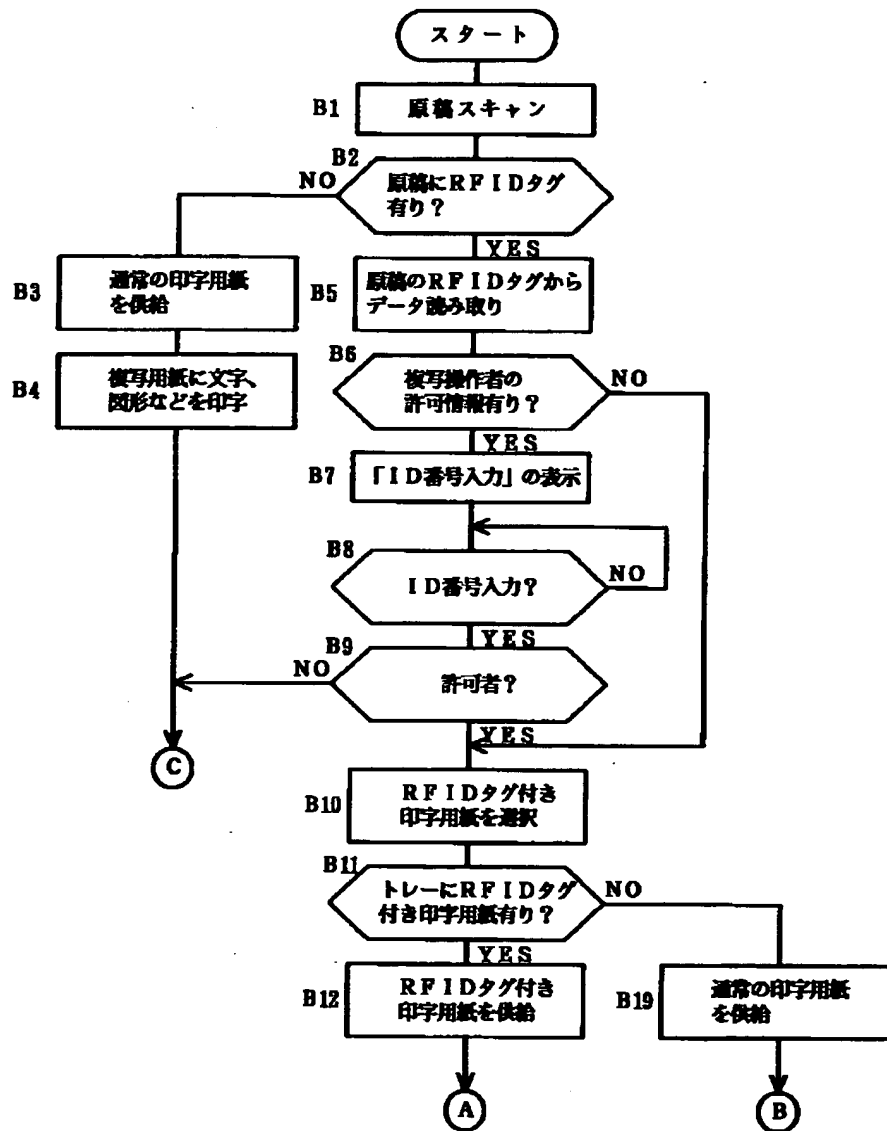 スタート
B1
原稿スキャン
B2
原稿にRFIDタグ
有り?
NO
YES
B3
通常の印字用紙
を供給
B5
原稿のRFIDタグから
データ読み取り
B4
複写用紙に文字、
図形などを印字
B6
複写操作者の
許可情報有り?
NO
YES
B7
「ID番号入力」の表示
B8
ID番号入力?
NO
YES
B9
許可者?
NO
YES
C
B10
RFIDタグ付き
印字用紙を選択
B11
トレーにRFIDタグ
付き印字用紙有り?
NO
YES
B12
RFIDタグ付き
印字用紙を供給
B19
通常の印字用紙
を供給
A
B